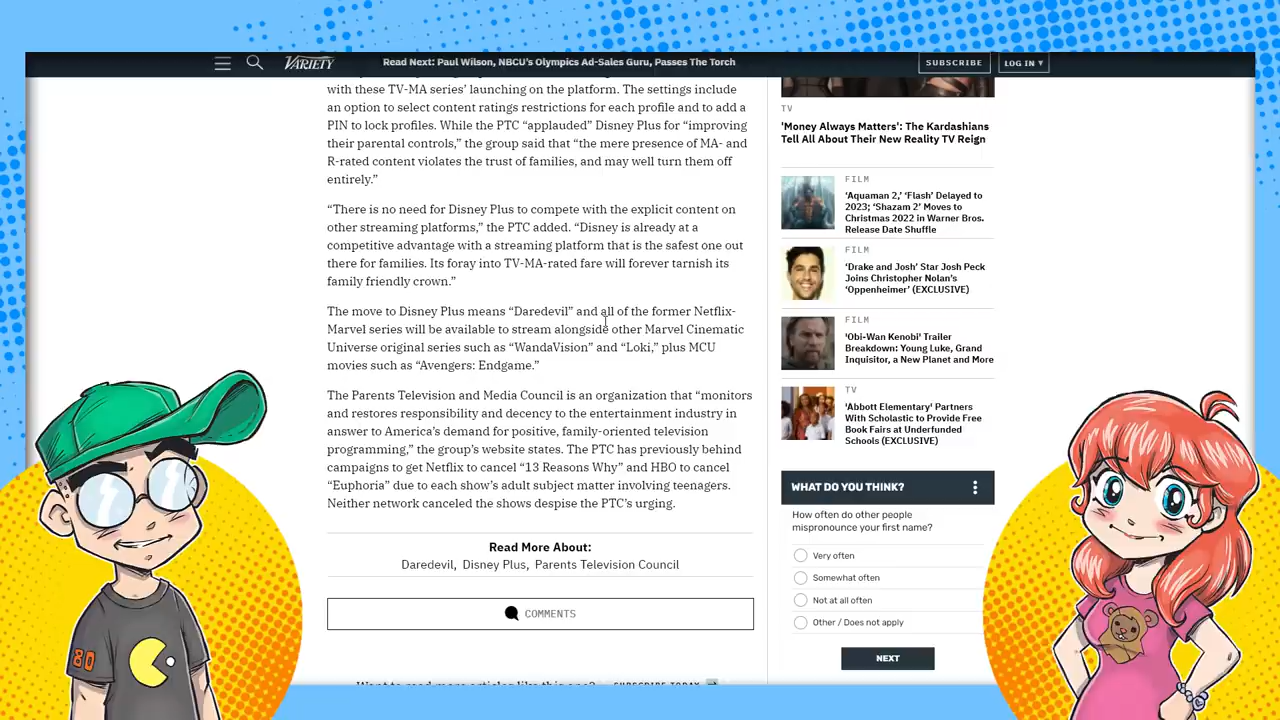 VARIETY
Read Next: Paul Wilson, NBCU's Olympics Ad-Sales Guru, Passes The Torch
SUBSCRIBE
LOG IN ▾
with these TV-MA series' launching on the platform. The settings include
an option to select content ratings restrictions for each profile and to add a
PIN to lock profiles. While the PTC “applauded” Disney Plus for “improving
their parental controls,” the group said that “the mere presence of MA- and
R-rated content violates the trust of families, and may well turn them off
entirely.”
“There is no need for Disney Plus to compete with the explicit content on
other streaming platforms,” the PTC added. “Disney is already at a
competitive advantage with a streaming platform that is the safest one out
there for families. Its foray into TV-MA-rated fare will forever tarnish its
family friendly crown.”
The move to Disney Plus means “Daredevil” and all of the former Netflix-
Marvel series will be available to stream alongside other Marvel Cinematic
Universe original series such as “WandaVision” and “Loki,” plus MCU
movies such as “Avengers: Endgame.”
The Parents Television and Media Council is an organization that “monitors
and restores responsibility and decency to the entertainment industry in
answer to America's demand for positive, family-oriented television
programming,” the group's website states. The PTC has previously behind
campaigns to get Netflix to cancel “13 Reasons Why” and HBO to cancel
“Euphoria” due to each show's adult subject matter involving teenagers.
Neither network canceled the shows despite the PTC's urging.
Read More About:
Daredevil, Disney Plus, Parents Television Council
COMMENTS
Want to read more articles like this one? SUBSCRIBE TODAY
TV
'Money Always Matters': The Kardashians
Tell All About Their New Reality TV Reign
FILM
'Aquaman 2,' 'Flash' Delayed to
2023; 'Shazam 2' Moves to
Christmas 2022 in Warner Bros.
Release Date Shuffle
FILM
'Drake and Josh' Star Josh Peck
Joins Christopher Nolan's
'Oppenheimer' (EXCLUSIVE)
FILM
'Obi-Wan Kenobi' Trailer
Breakdown: Young Luke, Grand
Inquisitor, a New Planet and More
TV
'Abbott Elementary' Partners
With Scholastic to Provide Free
Book Fairs at Underfunded
Schools (EXCLUSIVE)
WHAT DO YOU THINK?
How often do other people
mispronounce your first name?
Very often
Somewhat often
Not at all often
Other / Does not apply
NEXT
80